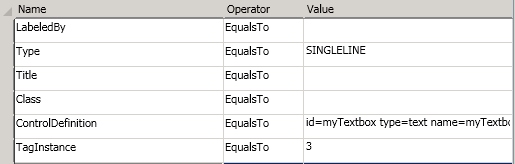 Name Operator Value
LabeledBy EqualsTo
Type EqualsTo SINGLELINE
Title EqualsTo
Class EqualsTo
ControlDefinition EqualsTo id=myTextbox type=text name=myTextbo
TagInstance EqualsTo 3